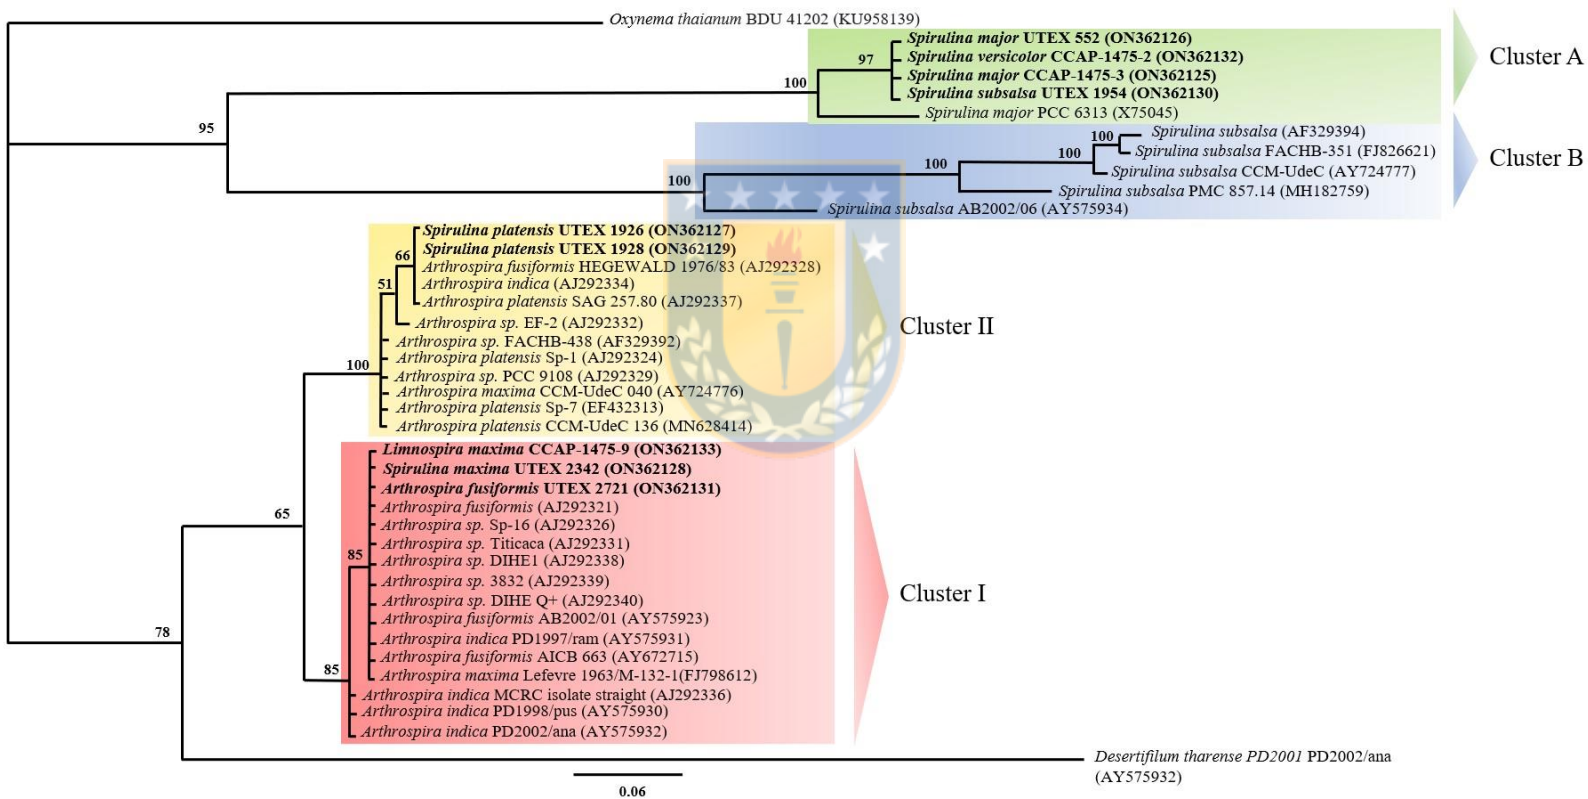 Oxynema thaianum BDU 41202 (KU958139)
Spirulina major UTEX 552 (ON362126)
Spirulina versicolor CCAP-1475-2 (ON362132)
97
Spirulina major CCAP-1475-3 (ON362125)
Cluster A
100
Spirulina subsalsa UTEX 1954 (ON362130)
Spirulina major PCC 6313 (X75045)
95
100
Spirulina subsalsa (AF329394)
100
Spirulina subsalsa FACHB-351 (FJ826621)
Cluster B
100
Spirulina subsalsa CCM-UdeC (AY724777)
100
Spirulina subsalsa PMC 857.14 (MH182759)
Spirulina subsalsa AB2002/06 (AY575934)
Spirulina platensis UTEX 1926 (ON362127)
Spirulina platensis UTEX 1928 (ON362129)
66
Arthrospira fusiformis HEGEWALD 1976/83 (AJ292328)
51
Arthrospira indica (AJ292334)
Arthrospira platensis SAG 257.80 (AJ292337)
Arthrospira sp. EF-2 (AJ292332)
Cluster II
Arthrospira sp. FACHB-438 (AF329392)
Arthrospira platensis Sp-1 (AJ292324)
100
Arthrospira sp. PCC 9108 (AJ292329)
Arthrospira maxima CCM-UdeC 040 (AY724776)
Arthrospira platensis Sp-7 (EF432313)
Arthrospira platensis CCM-UdeC 136 (MN628414)
Limnospira maxima CCAP-1475-9 (ON362133)
Spirulina maxima UTEX 2342 (ON362128)
Arthrospira fusiformis UTEX 2721 (ON362131)
Arthrospira fusiformis (AJ292321)
65
Arthrospira sp. Sp-16 (AJ292326)
Arthrospira sp. Titicaca (AJ292331)
85
Arthrospira sp. DIHE1 (AJ292338)
Arthrospira sp. 3832 (AJ292339)
Cluster I
Arthrospira sp. DIHE Q+ (AJ292340)
Arthrospira fusiformis AB2002/01 (AY575923)
78
Arthrospira indica PD1997/ram (AY575931)
Arthrospira fusiformis AICB 663 (AY672715)
85
Arthrospira maxima Lefevre 1963/M-132-1(FJ798612)
Arthrospira indica MCRC isolate straight (AJ292336)
Arthrospira indica PD1998/pus (AY575930)
Arthrospira indica PD2002/ana (AY575932)
Desertifilum tharense PD2001 PD2002/ana
(AY575932)
0.06